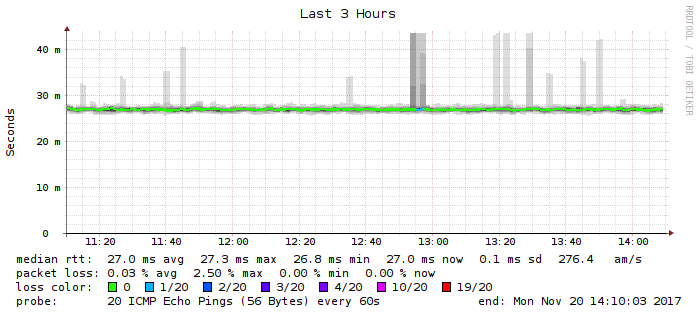 Last 3 Hours
RRDTOOL / TOBI OETIKER
Seconds
40 m
30 m
20 m
10 m
0
11:20 11:40 12:00 12:20 12:40 13:00 13:20 13:40 14:00
median rtt: 27.0 ms avg 27.3 ms max 26.8 ms min 27.0 ms now 0.1 ms sd 276.4 am/s
packet loss: 0.03 % avg 2.50 % max 0.00 % min 0.00 % now
loss color: 0 1/20 2/20 3/20 4/20 10/20 19/20
probe: 20 ICMP Echo Pings (56 Bytes) every 60s end: Mon Nov 20 14:10:03 2017